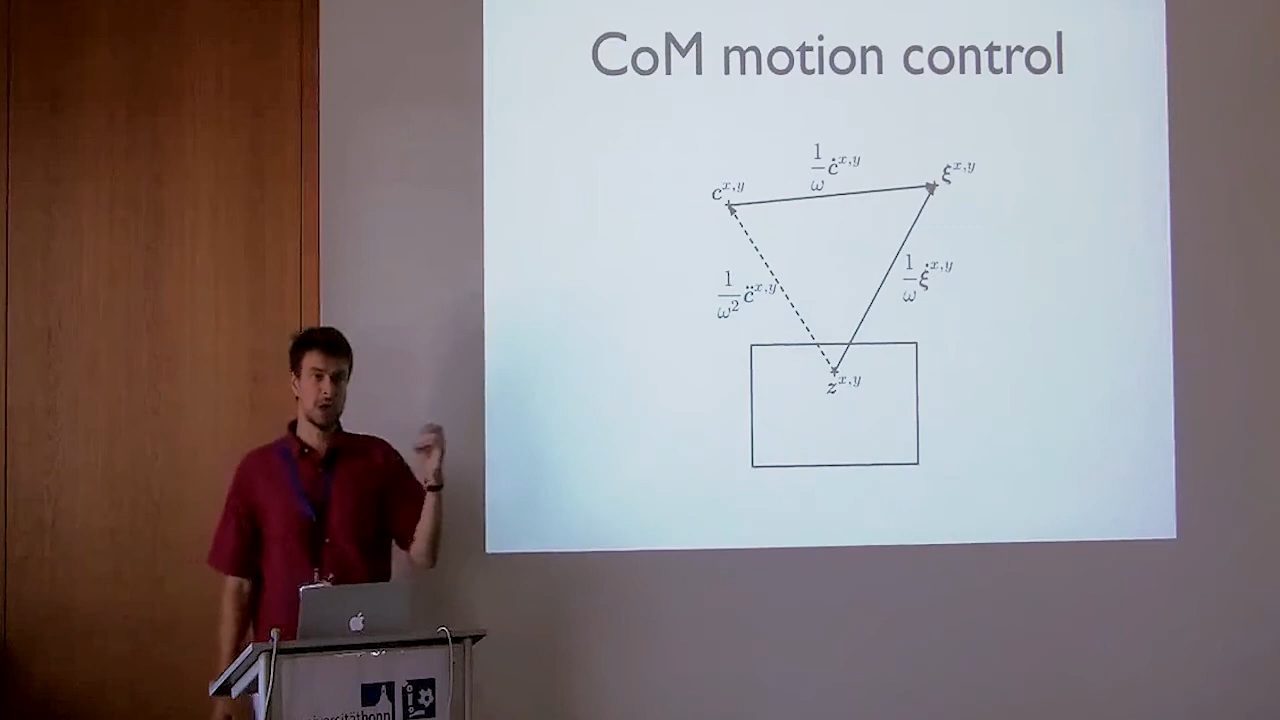 CoM motion control
1/ω ċ^{x,y}
ξ^{x,y}
c^{x,y}
1/ω ξ̇^{x,y}
1/ω² c̈^{x,y}
z^{x,y}